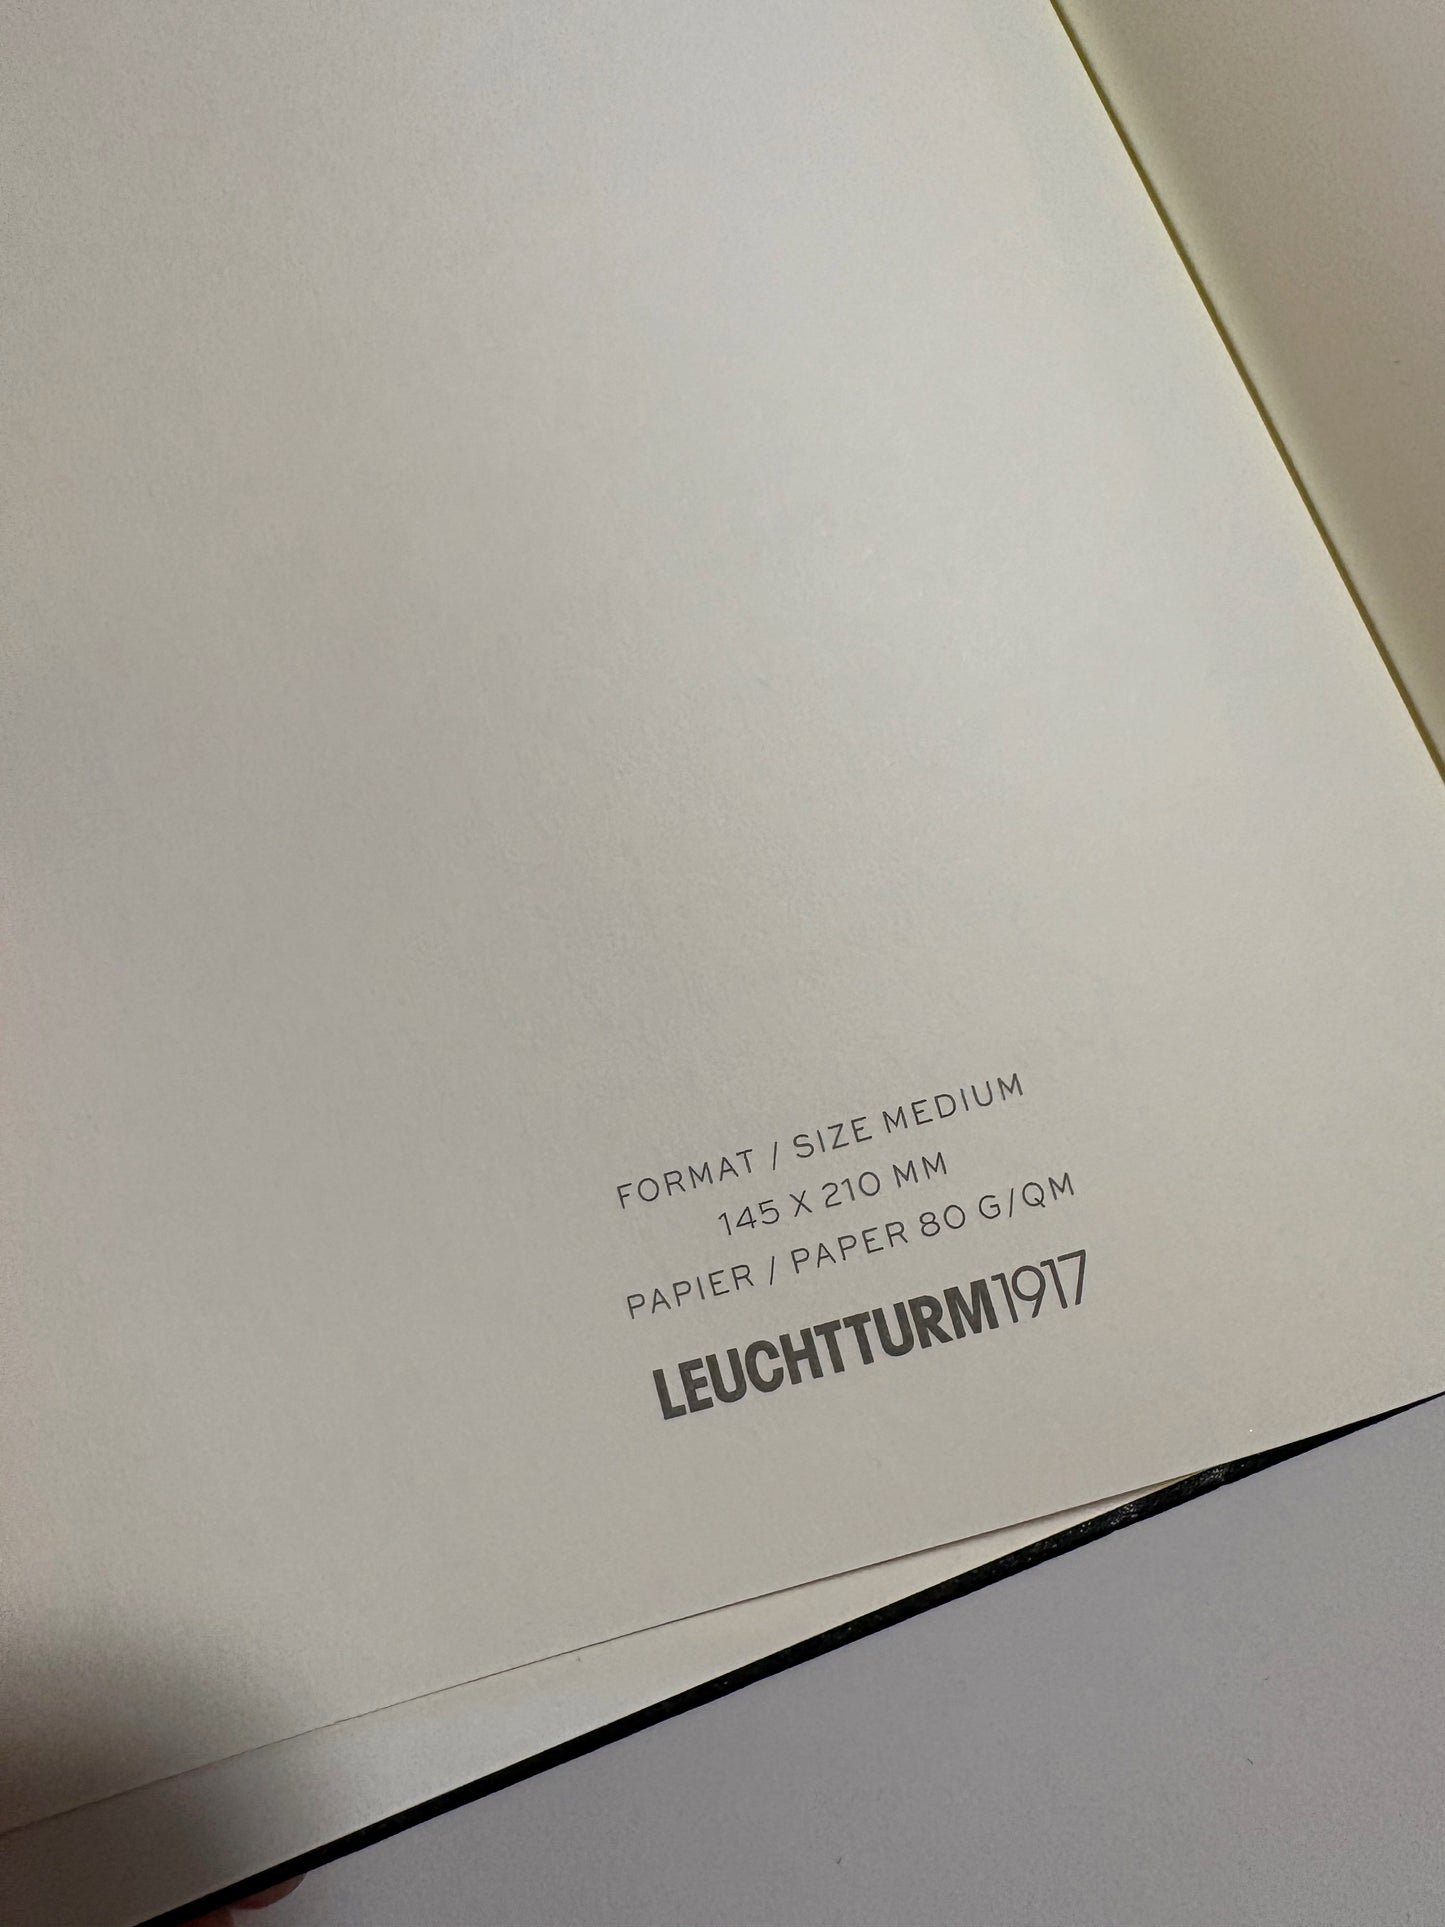 FORMAT / SIZE MEDIUM
145 X 210 MM
PAPIER / PAPER 80 G/QM
LEUCHTTURM1917